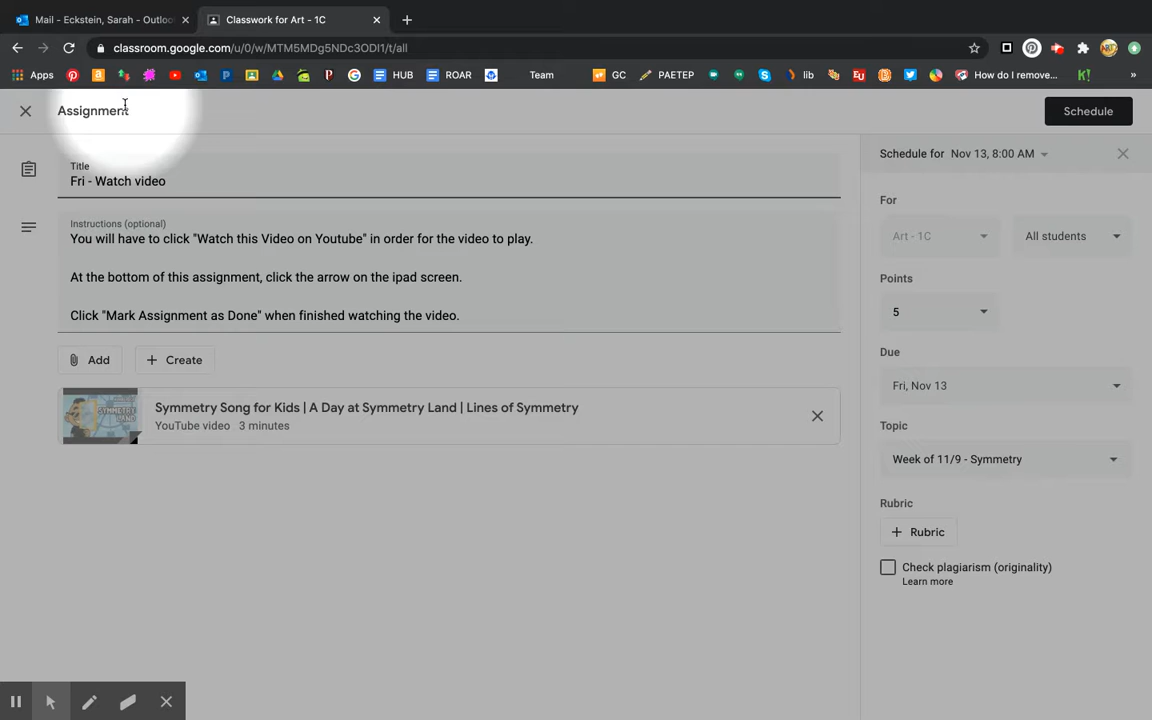 Mail - Eckstein, Sarah - Outlo
Classwork for Art - 1C
classroom.google.com/u/0/w/MTM5MDg5NDc3ODI1/t/all
Apps
HUB
ROAR
Team
GC
PAETEP
lib
How do I remove...
K!
»
Assignment
Schedule
Title
Fri - Watch video
Instructions (optional)
You will have to click "Watch this Video on Youtube" in order for the video to play.
At the bottom of this assignment, click the arrow on the ipad screen.
Click "Mark Assignment as Done" when finished watching the video.
Add
Create
SYMMETRY
LAND
Symmetry Song for Kids | A Day at Symmetry Land | Lines of Symmetry
YouTube video 3 minutes
Schedule for Nov 13, 8:00 AM
For
Art - 1C
All students
Points
5
Due
Fri, Nov 13
Topic
Week of 11/9 - Symmetry
Rubric
+ Rubric
Check plagiarism (originality)
Learn more